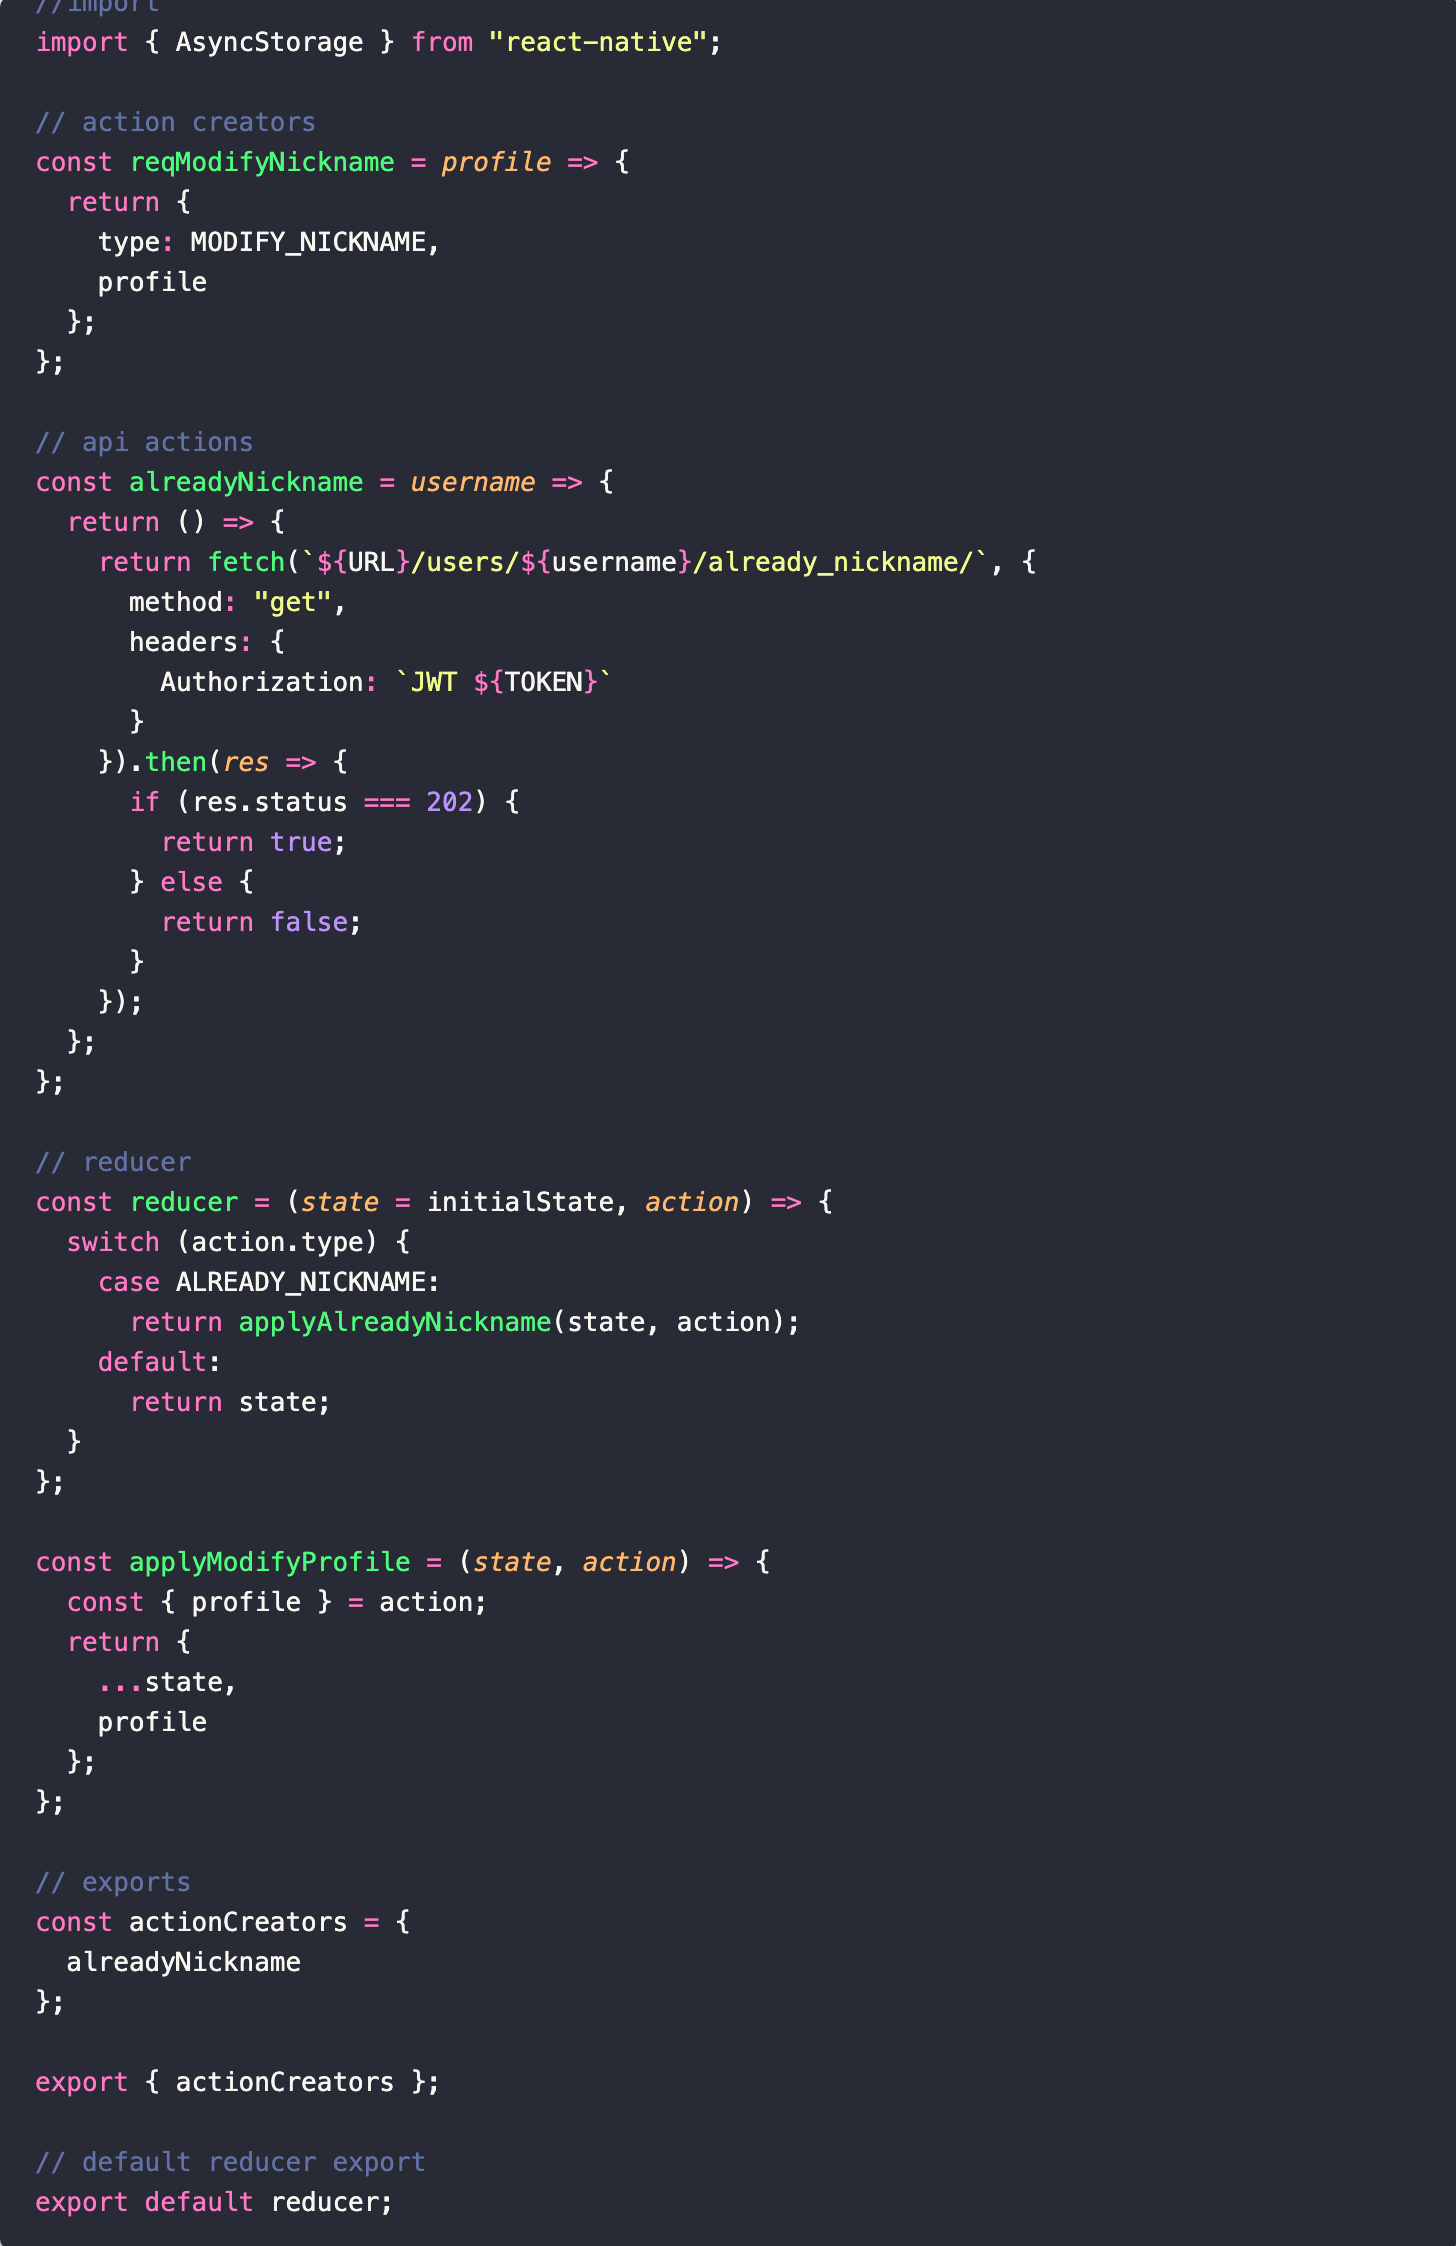 //import
import { AsyncStorage } from "react-native";
// action creators
const reqModifyNickname = profile => {
  return {
    type: MODIFY_NICKNAME,
    profile
  };
};
// api actions
const alreadyNickname = username => {
  return () => {
    return fetch(`${URL}/users/${username}/already_nickname/`, {
      method: "get",
      headers: {
        Authorization: `JWT ${TOKEN}`
      }
    }).then(res => {
      if (res.status === 202) {
        return true;
      } else {
        return false;
      }
    });
  };
};
// reducer
const reducer = (state = initialState, action) => {
  switch (action.type) {
    case ALREADY_NICKNAME:
      return applyAlreadyNickname(state, action);
    default:
      return state;
  }
};
const applyModifyProfile = (state, action) => {
  const { profile } = action;
  return {
    ...state,
    profile
  };
};
// exports
const actionCreators = {
  alreadyNickname
};
export { actionCreators };
// default reducer export
export default reducer;